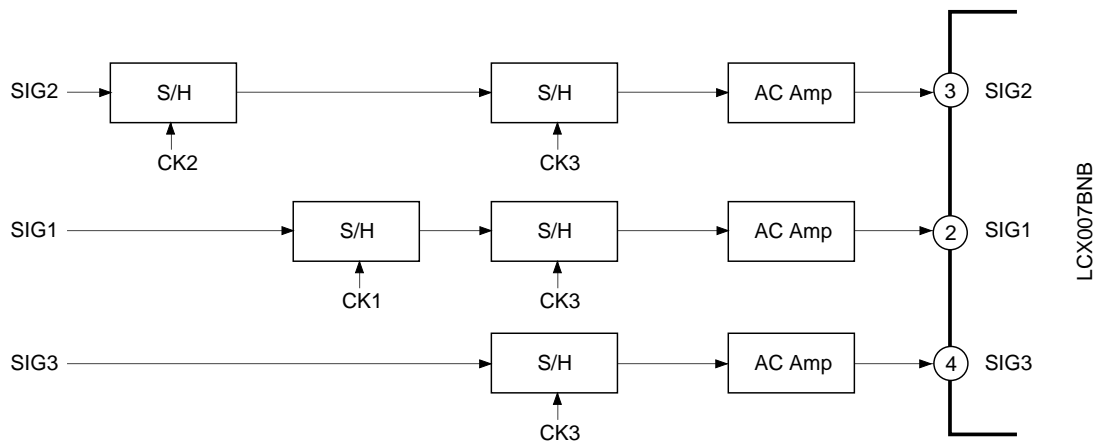 SIG2 S/H S/H AC Amp 3 SIG2
CK2 CK3
SIG1 S/H S/H AC Amp 2 SIG1
CK1 CK3
SIG3 S/H AC Amp 4 SIG3
CK3
LCX007BNB